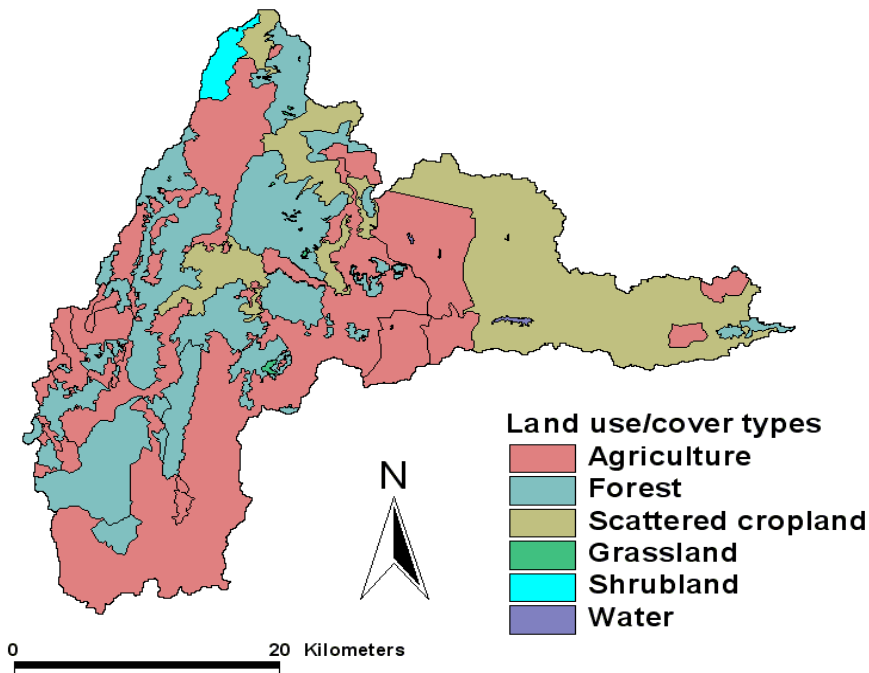 Land use/cover types
Agriculture
Forest
Scattered cropland
Grassland
Shrubland
Water
N
0 20 Kilometers